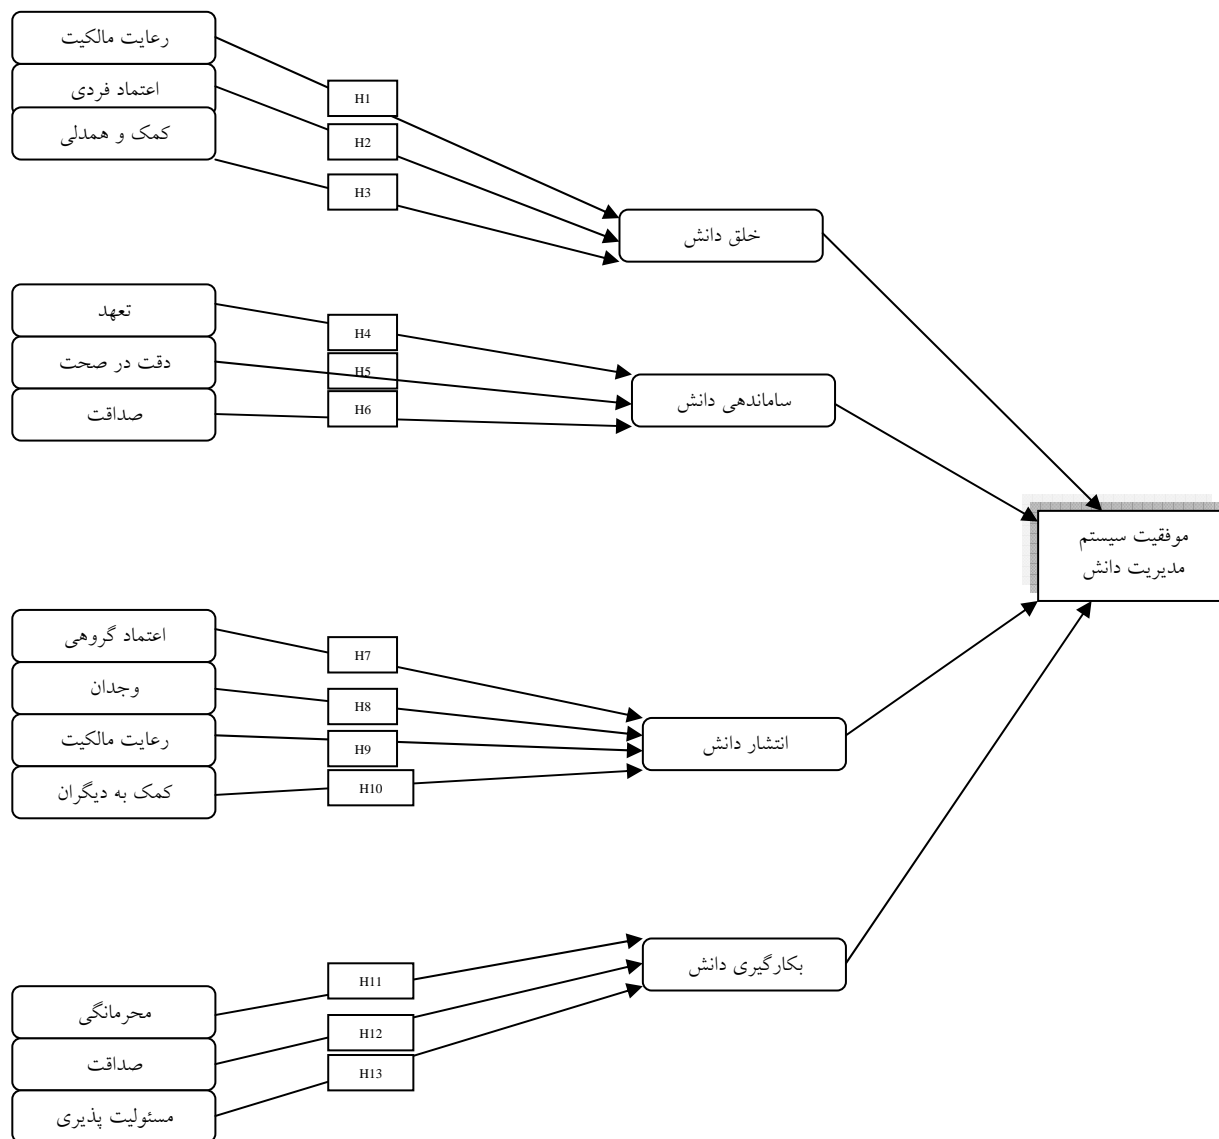 رعایت مالکیت
اعتماد فردی
کمک و همدلی
H1
H2
H3
خلق دانش
تعهد
دقت در صحت
صداقت
H4
H5
H6
ساماندهی دانش
موفقیت سیستم
مدیریت دانش
اعتماد گروهی
وجدان
رعایت مالکیت
کمک به دیگران
H7
H8
H9
H10
انتشار دانش
محرمانگی
صداقت
مسئولیت پذیری
H11
H12
H13
بکارگیری دانش